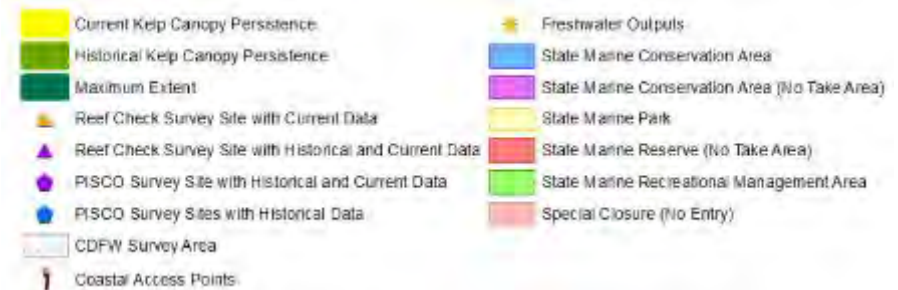 Current Kelp Canopy Persistence
Historical Kelp Canopy Persistence
Maximum Extent
Reef Check Survey Site with Current Data
Reef Check Survey Site with Historical and Current Data
PISCO Survey Site with Historical and Current Data
PISCO Survey Sites with Historical Data
CDFW Survey Area
Coastal Access Points
Freshwater Outputs
State Marine Conservation Area
State Marine Conservation Area (No Take Area)
State Marine Park
State Marine Reserve (No Take Area)
State Marine Recreational Management Area
Special Closure (No Entry)